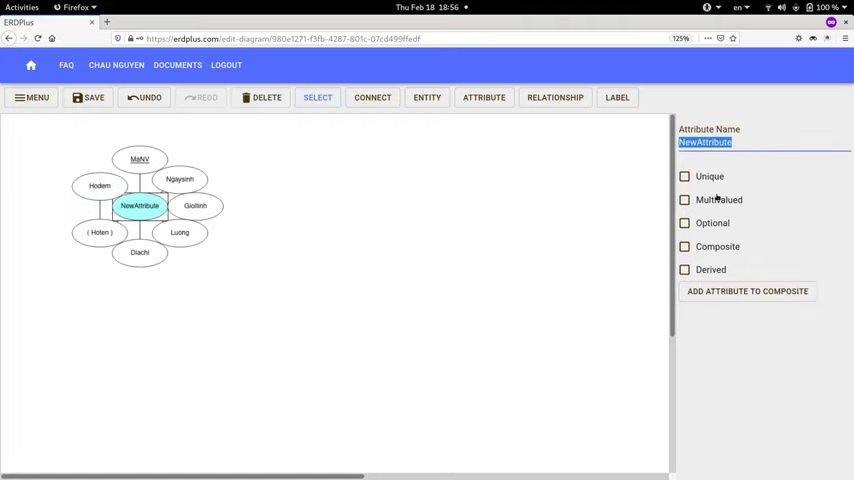 Activities
Firefox
Thu Feb 18 18:56
en
100 %
ERDPlus
https://erdplus.com/edit-diagram/980e1271-f3fb-4287-801c-07cd499ffedf
125%
FAQ
CHAU NGUYEN
DOCUMENTS
LOGOUT
MENU
SAVE
UNDO
REDO
DELETE
SELECT
CONNECT
ENTITY
ATTRIBUTE
RELATIONSHIP
LABEL
MaNV
Hodem
Ngaysinh
NewAttribute
Gioitinh
( Hoten )
Luong
Diachi
Attribute Name
NewAttribute
Unique
Multivalued
Optional
Composite
Derived
ADD ATTRIBUTE TO COMPOSITE